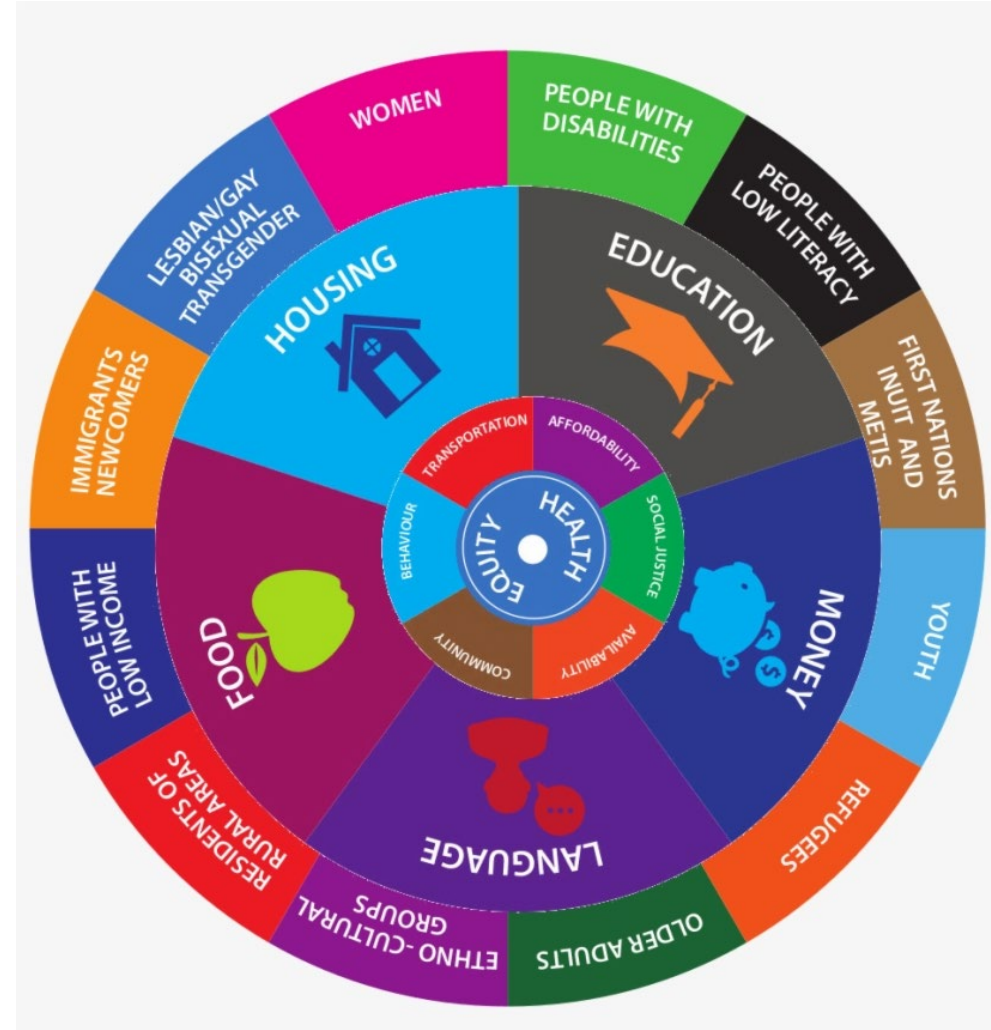 WOMEN
PEOPLE WITH
DISABILITIES
PEOPLE WITH
LOW LITERACY
FIRST NATIONS
INUIT AND
METIS
YOUTH
REFUGEES
OLDER ADULTS
ETHNO-CULTURAL
GROUPS
RESIDENTS OF
RURAL AREAS
PEOPLE WITH
LOW INCOME
IMMIGRANTS
NEWCOMERS
LESBIAN/GAY
BISEXUAL
TRANSGENDER
HOUSING
EDUCATION
MONEY
$
$
LANGUAGE
FOOD
TRANSPORTATION
AFFORDABILITY
SOCIAL JUSTICE
AVAILABILITY
COMMUNITY
BEHAVIOUR
HEALTH
EQUITY